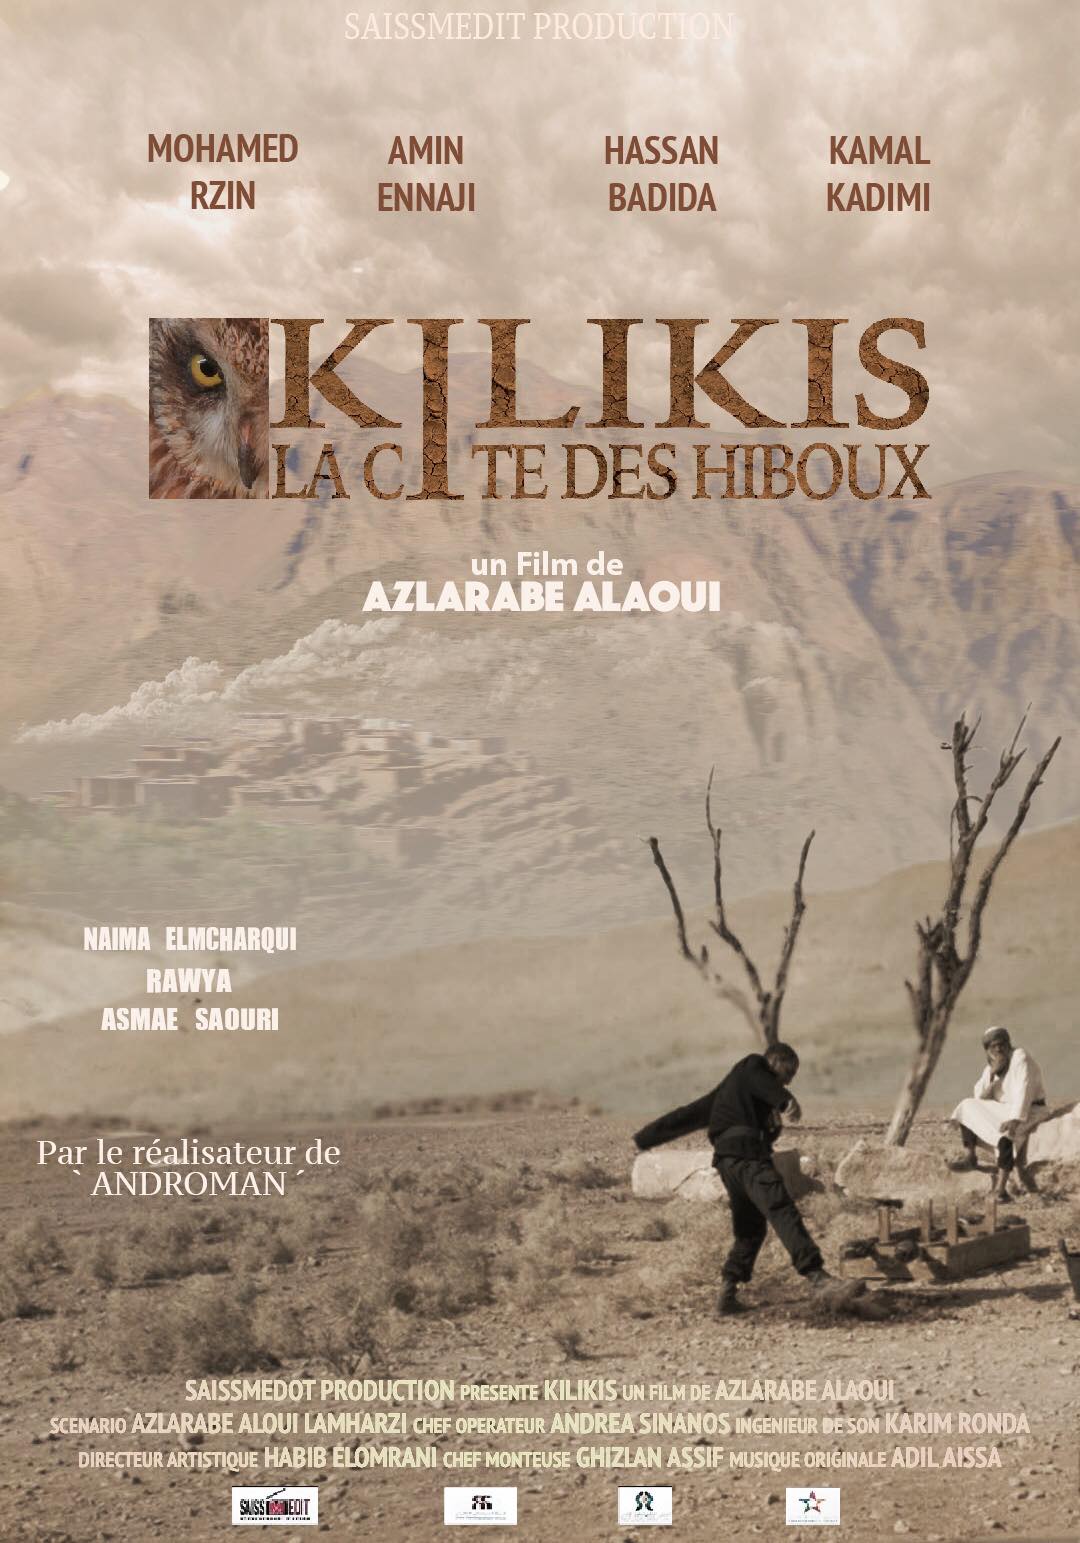 SAISSMEDIT PRODUCTION
MOHAMED RZIN
AMIN ENNAJI
HASSAN BADIDA
KAMAL KADIMI
KILIKIS
LA CITE DES HIBOUX
un Film de
AZLARABE ALAOUI
NAIMA ELMCHARQUI
RAWYA
ASMAE SAOURI
Par le réalisateur de
` ANDROMAN ´
SAISSMEDOT PRODUCTION PRESENTE KILIKIS UN FILM DE AZLARABE ALAOUI
SCENARIO AZLARABE ALOUI LAMHARZI CHEF OPERATEUR ANDREA SINANOS INGENIEUR DE SON KARIM RONDA
DIRECTEUR ARTISTIQUE HABIB ELOMRANI CHEF MONTEUSE GHIZLAN ASSIF MUSIQUE ORIGINALE ADIL AISSA
SAISSMEDIT